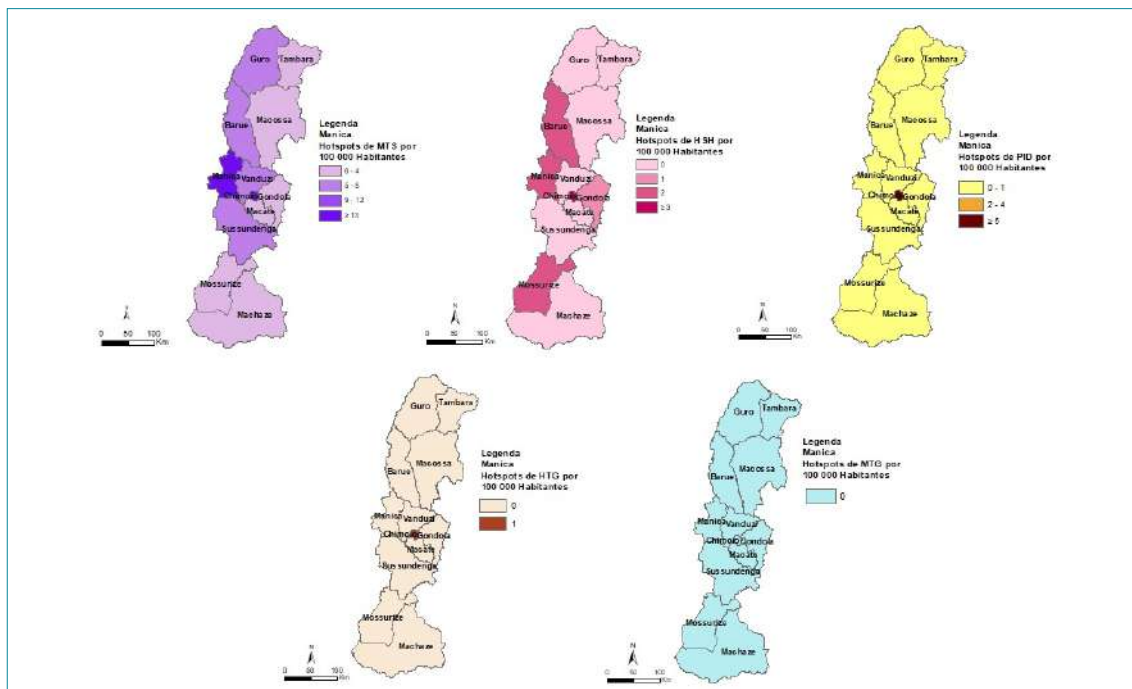 Guro
Tambara
Macossa
Barue
Manica
Vanduzi
Chimoio
Gondola
Macate
Sussundenga
Mossurize
Machaze
Legenda
Manica
Hotspots de MTS por
100 000 Habitantes
0 - 4
5 - 8
9 - 12
≥ 13
0 50 100
Km
Guro
Tambara
Macossa
Barue
Manica
Vanduzi
Chimoio
Gondola
Macate
Sussundenga
Mossurize
Machaze
Legenda
Manica
Hotspots de HSH por
100 000 Habitantes
0
1
2
≥ 3
N
0 50 100
Km
Guro
Tambara
Macossa
Barue
Manica
Vanduzi
Chimoio
Gondola
Macate
Sussundenga
Mossurize
Machaze
Legenda
Manica
Hotspots de PID por
100 000 Habitantes
0 - 1
2 - 4
≥ 5
N
0 50 100
Km
Guro
Tambara
Macossa
Barue
Manica
Vanduzi
Chimoio
Gondola
Macate
Sussundenga
Mossurize
Machaze
Legenda
Manica
Hotspots de HTG por
100 000 Habitantes
0
1
N
0 50 100
Km
Guro
Tambara
Macossa
Barue
Manica
Vanduzi
Chimoio
Gondola
Macate
Sussundenga
Mossurize
Machaze
Legenda
Manica
Hotspots de MTG por
100 000 Habitantes
0
N
0 50 100
Km